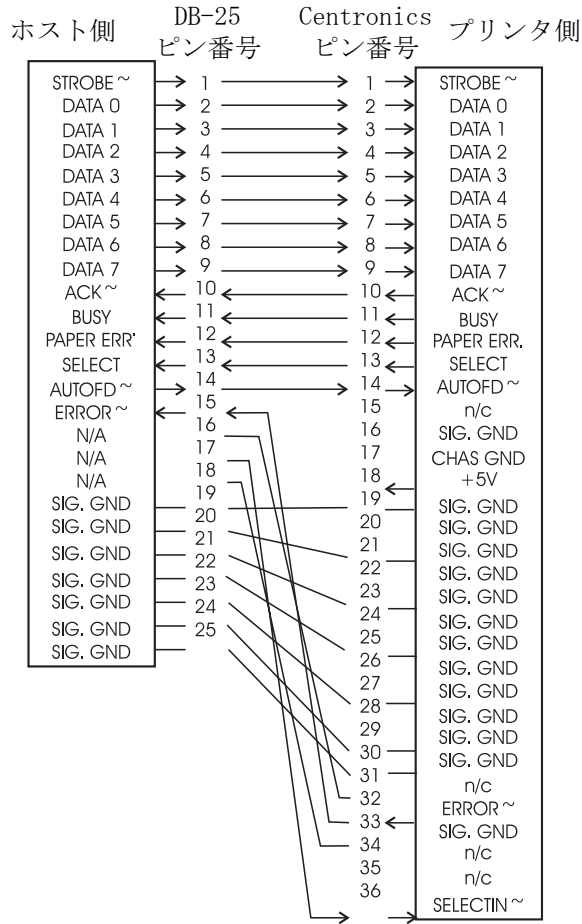 ホスト側 DB-25 ピン番号 Centronics ピン番号 プリンタ側
STROBE~ 1 1 STROBE~
DATA 0 2 2 DATA 0
DATA 1 3 3 DATA 1
DATA 2 4 4 DATA 2
DATA 3 5 5 DATA 3
DATA 4 6 6 DATA 4
DATA 5 7 7 DATA 5
DATA 6 8 8 DATA 6
DATA 7 9 9 DATA 7
ACK~ 10 10 ACK~
BUSY 11 11 BUSY
PAPER ERR. 12 12 PAPER ERR.
SELECT 13 13 SELECT
AUTOFD~ 14 14 AUTOFD~
ERROR~ 15 15 n/c
N/A 16 16 SIG. GND
N/A 17 17 CHAS GND
N/A 18 18 +5V
SIG. GND 19 19 SIG. GND
SIG. GND 20 20 SIG. GND
SIG. GND 21 21 SIG. GND
SIG. GND 22 22 SIG. GND
SIG. GND 23 23 SIG. GND
SIG. GND 24 24 SIG. GND
SIG. GND 25 25 SIG. GND
26 SIG. GND
27 SIG. GND
28 SIG. GND
29 SIG. GND
30 SIG. GND
31 n/c
32 ERROR~
33 SIG. GND
34 n/c
35 n/c
36 SELECTIN~